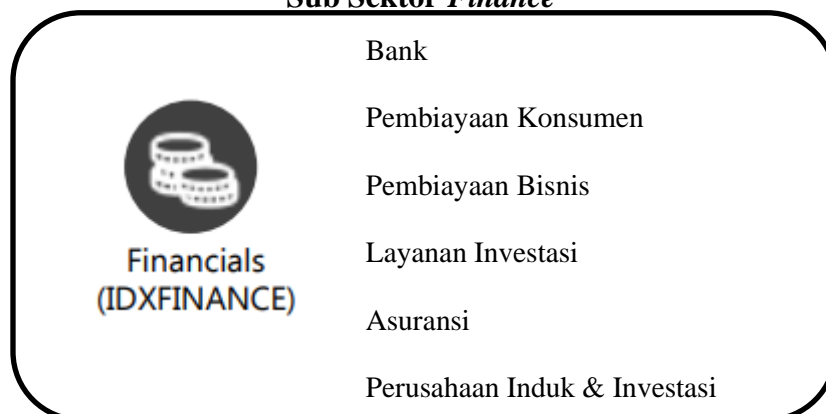 Sub Sektor Finance
Bank
Pembiayaan Konsumen
Pembiayaan Bisnis
Financials
(IDXFINANCE)
Layanan Investasi
Asuransi
Perusahaan Induk & Investasi